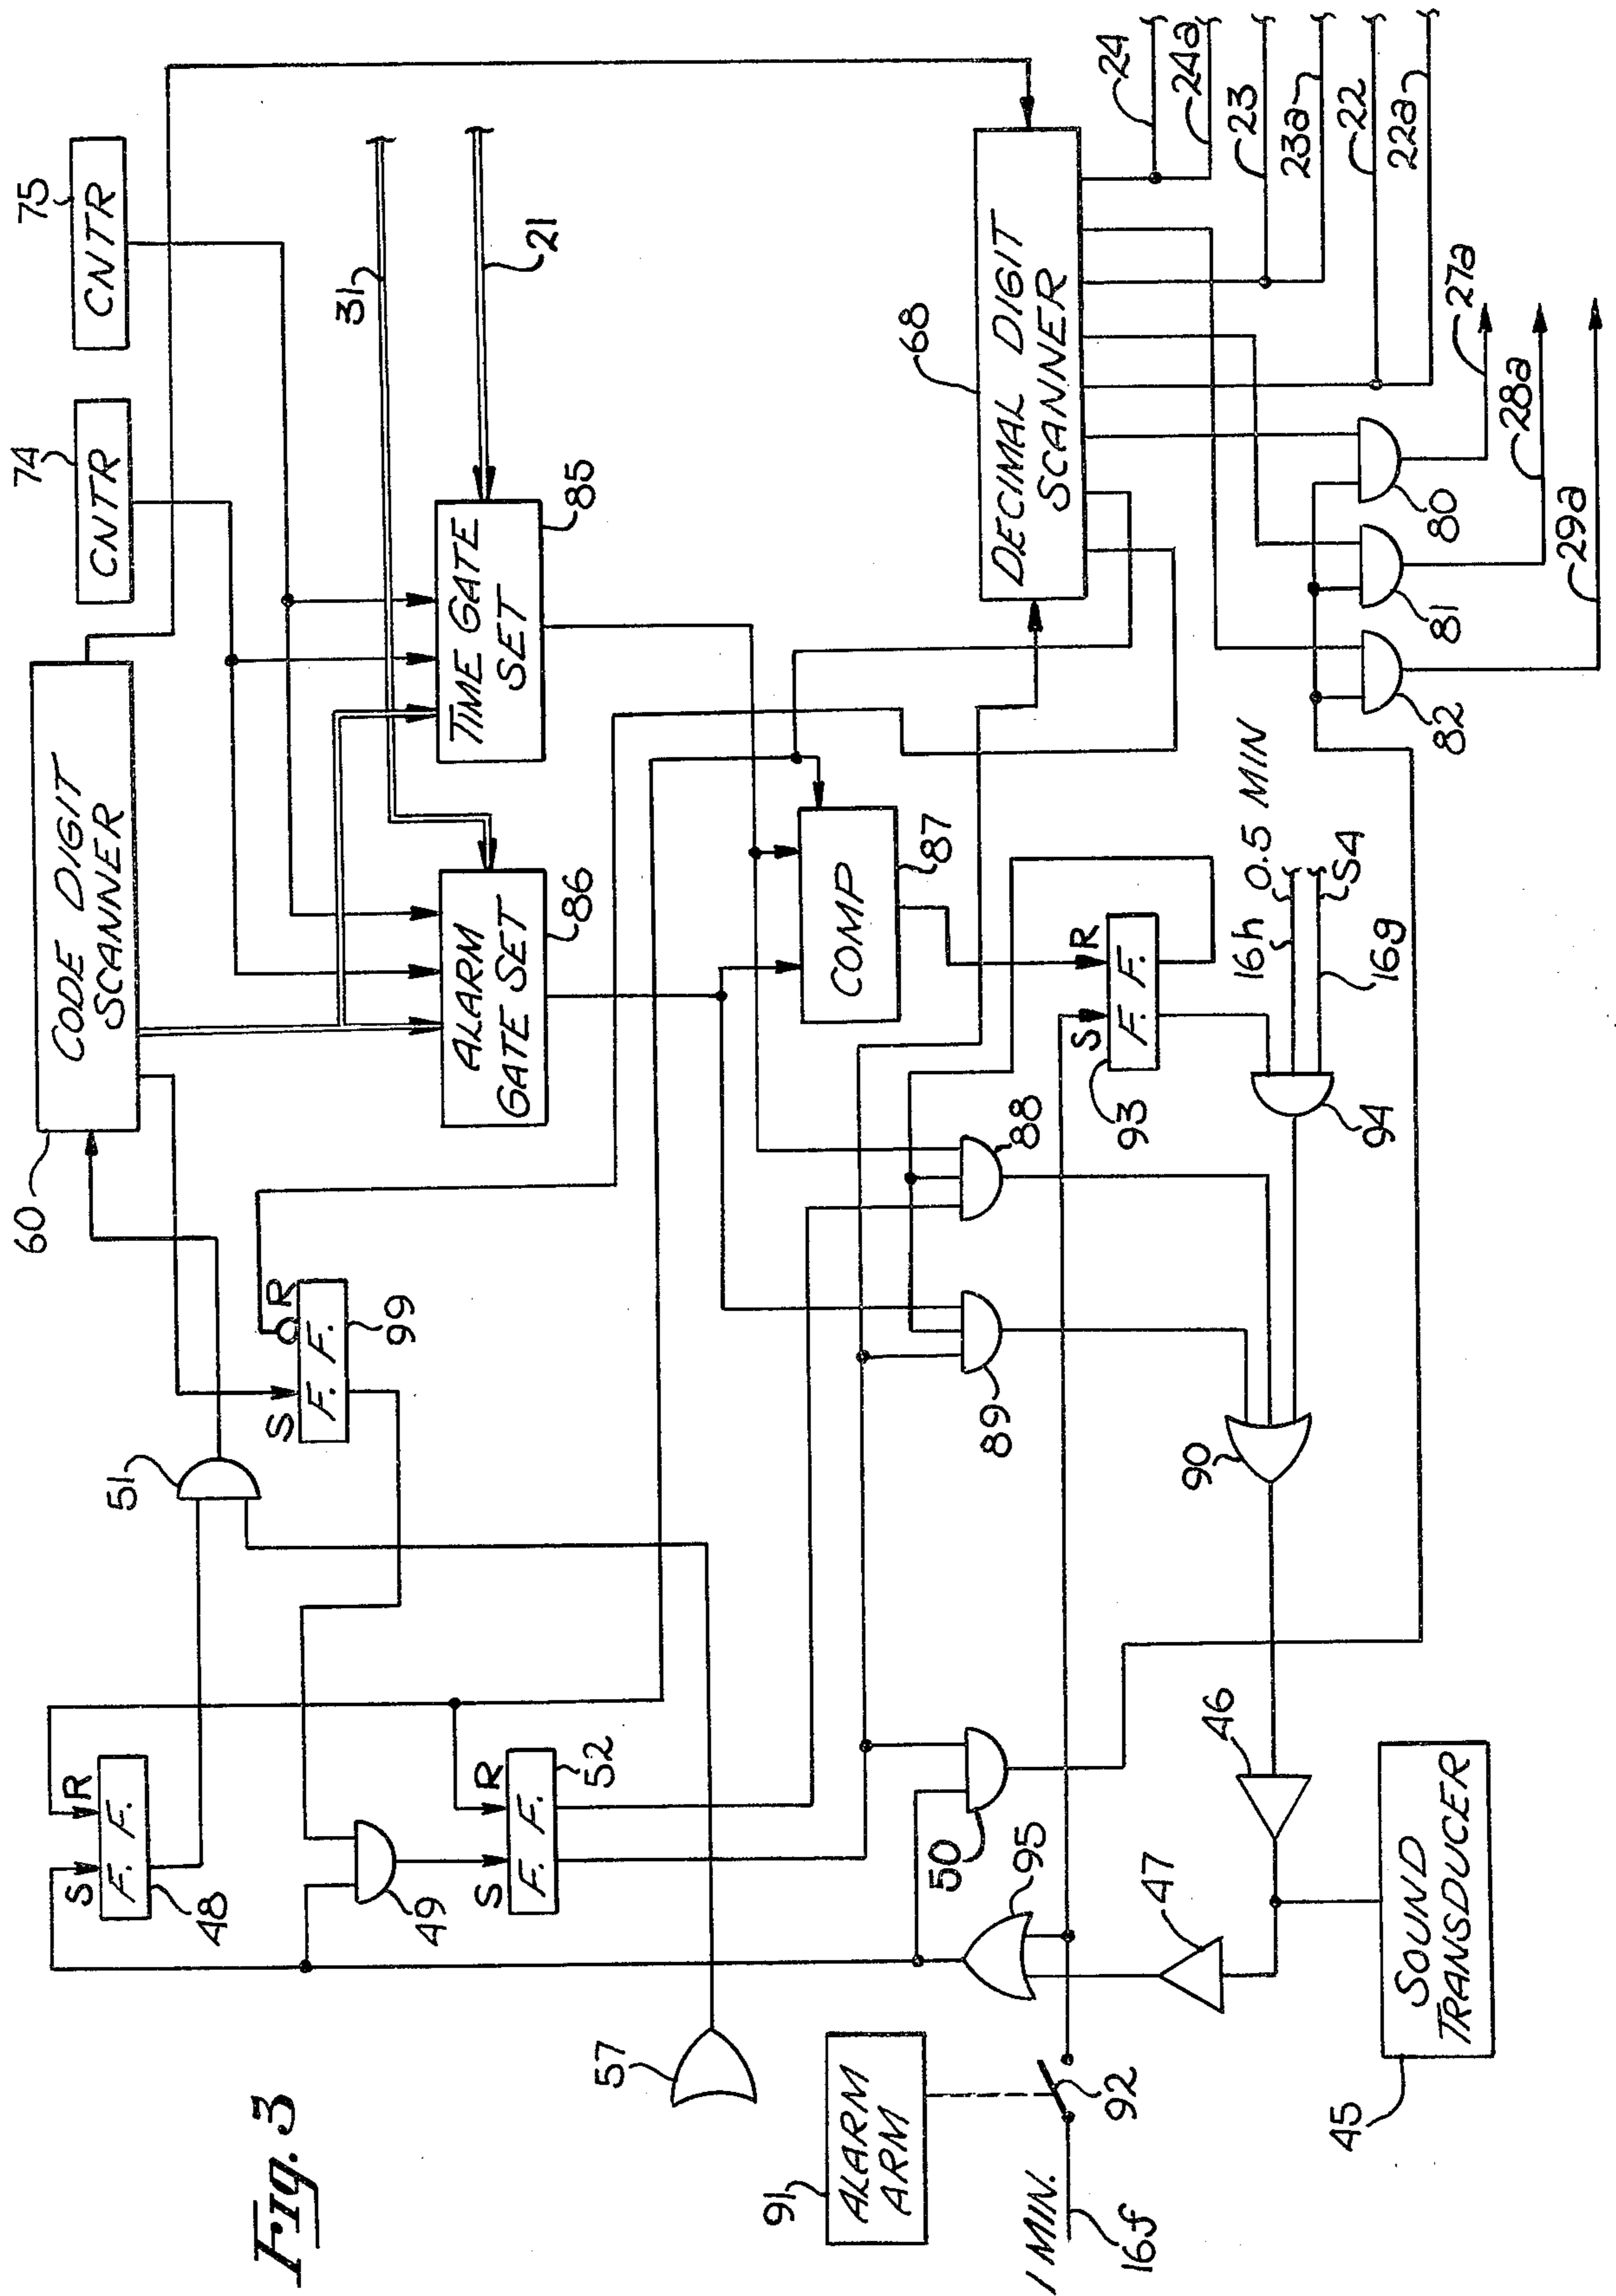 Fig. 3
CNTR
75
CNTR
74
CODE DIGIT
SCANNER
60
31
21
TIME GATE
SET
85
ALARM
GATE SET
86
DECIMAL DIGIT
SCANNER
68
24
24a
23
23a
22
22a
27a
28a
29a
80
81
82
COMP
87
S
R
F. F.
93
16h 0.5 MIN
S4
16g
94
88
89
90
S
R
F. F.
99
51
S
R
F. F.
48
49
S
R
F. F.
52
50
57
95
46
47
SOUND
TRANSDUCER
45
ALARM
ARM
91
92
1 MIN.
16f